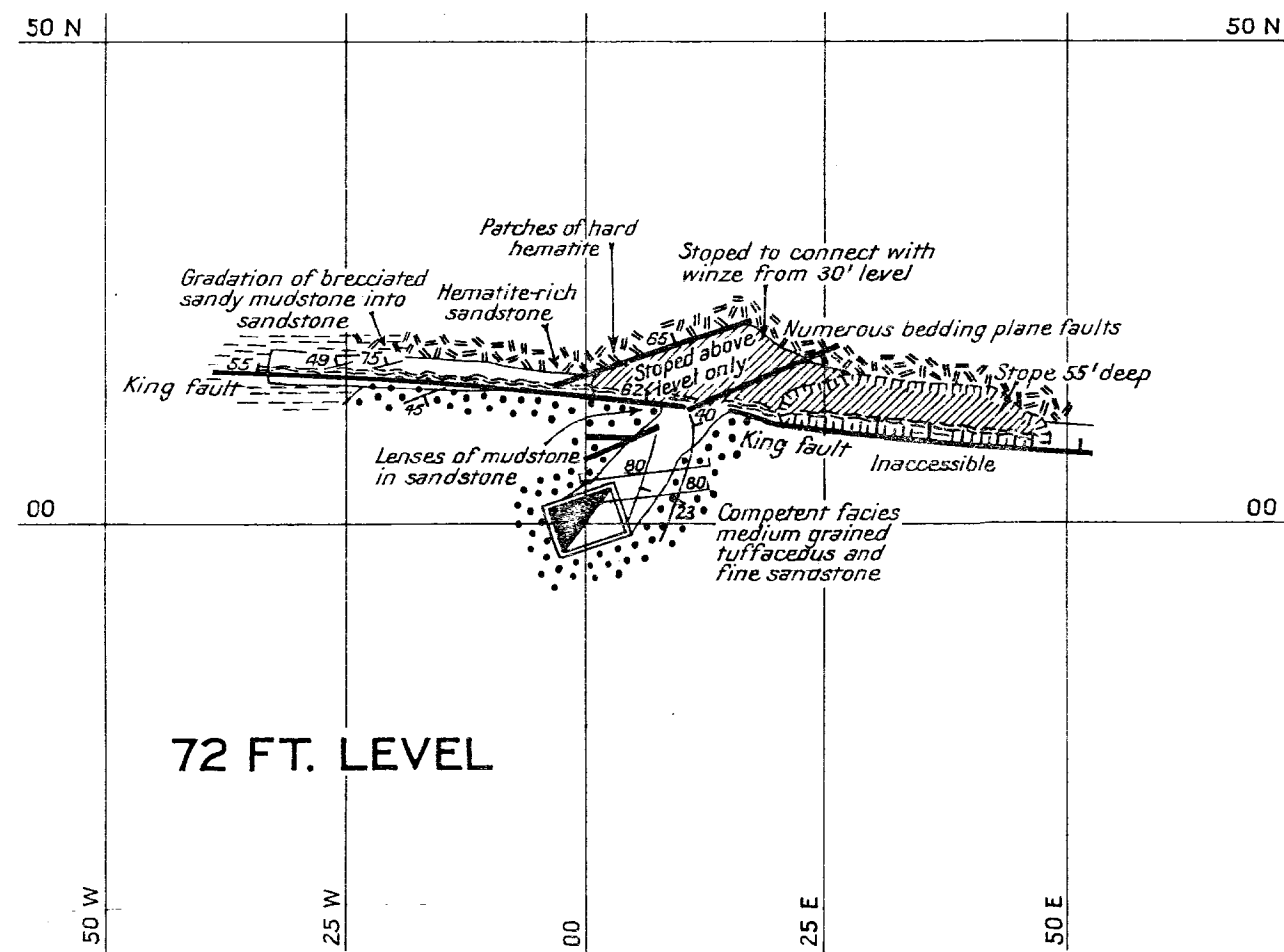 50 N
50 N
Patches of hard
hematite
Stoped to connect with
winze from 30' level
Gradation of brecciated
sandy mudstone into
sandstone
Hematite-rich
sandstone
65
Numerous bedding plane faults
Stoped above
level only
55
49
75
62
Stope 55' deep
King fault
45
70
King fault
Inaccessible
Lenses of mudstone
in sandstone
80
80
23
00
00
Competent facies
medium grained
tuffaceous and
fine sandstone
72 FT. LEVEL
50 W
25 W
00
25 E
50 E